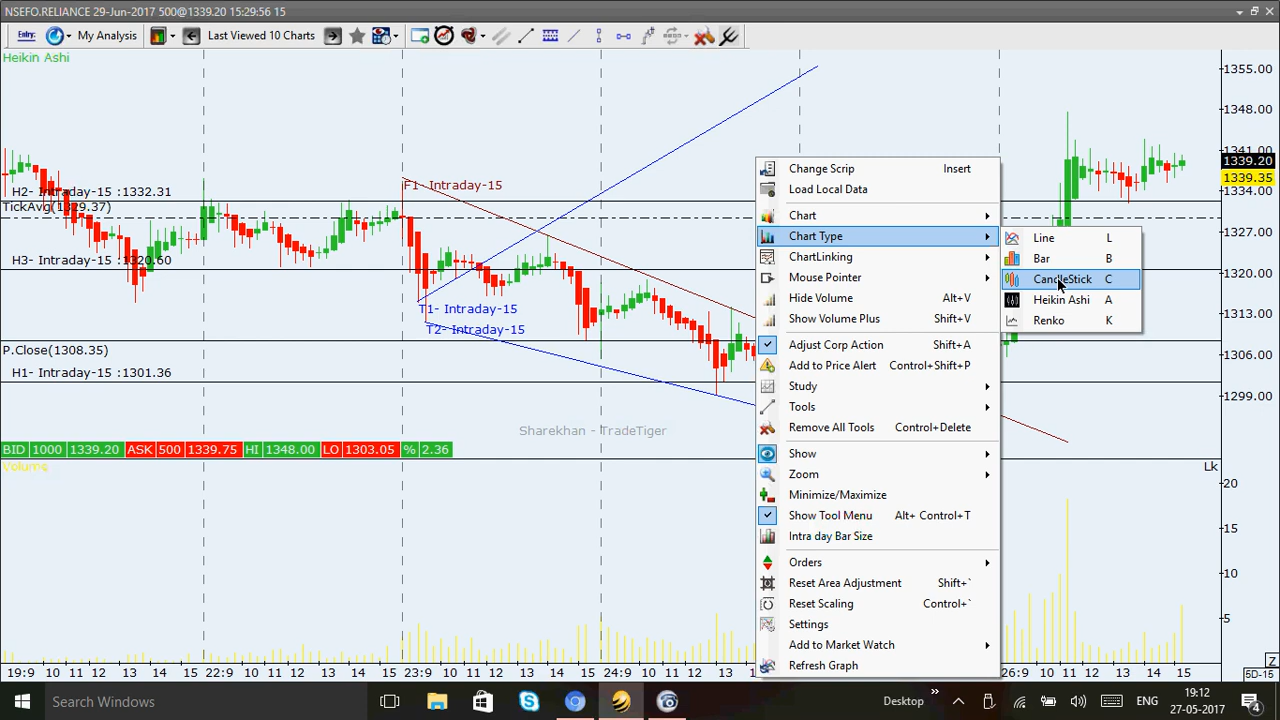 NSEFO.RELIANCE 29-Jun-2017 500@1339.20 15:29:56 15
Entry: My Analysis Last Viewed 10 Charts
Heikin Ashi
1355.00
1348.00
1341.00
1339.20
1339.35
1334.00
1327.00
1320.00
1313.00
1306.00
1299.00
F1- Intraday-15
H2- Intraday-15 :1332.31
TickAvg(1329.37)
H3- Intraday-15 :1320.60
T1- Intraday-15
T2- Intraday-15
P.Close(1308.35)
H1- Intraday-15 :1301.36
Sharekhan - TradeTiger
BID 1000 1339.20 ASK 500 1339.75 HI 1348.00 LO 1303.05 % 2.36
Volume
Lk
20
15
10
5
Change Scrip Insert
Load Local Data
Chart
Chart Type
ChartLinking
Mouse Pointer
Hide Volume Alt+V
Show Volume Plus Shift+V
Adjust Corp Action Shift+A
Add to Price Alert Control+Shift+P
Study
Tools
Remove All Tools Control+Delete
Show
Zoom
Minimize/Maximize
Show Tool Menu Alt+ Control+T
Intra day Bar Size
Orders
Reset Area Adjustment Shift+`
Reset Scaling Control+`
Settings
Add to Market Watch
Refresh Graph
Line L
Bar B
CandleStick C
Heikin Ashi A
Renko K
19:9 10 11 12 13 14 15 22:9 10 11 12 13 14 15 23:9 10 11 12 13 14 15 24:9 10 11 12 13 26:9 10 11 12 13 14 15
Z
5D-15
Search Windows
Desktop
ENG
19:12
27-05-2017
4